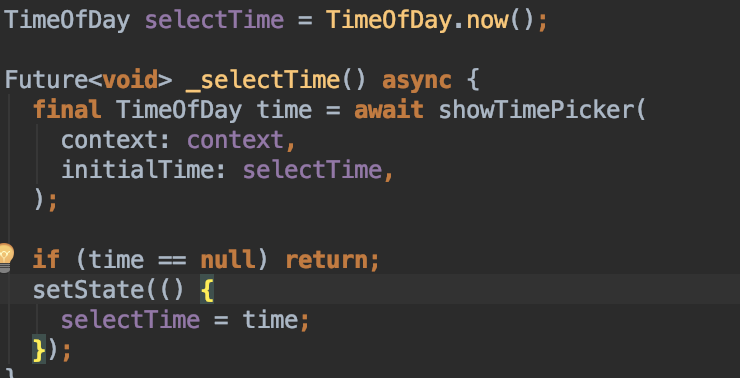 TimeOfDay selectTime = TimeOfDay.now();
Future<void> _selectTime() async {
final TimeOfDay time = await showTimePicker(
context: context,
initialTime: selectTime,
);
if (time == null) return;
setState(() {
selectTime = time;
});
}